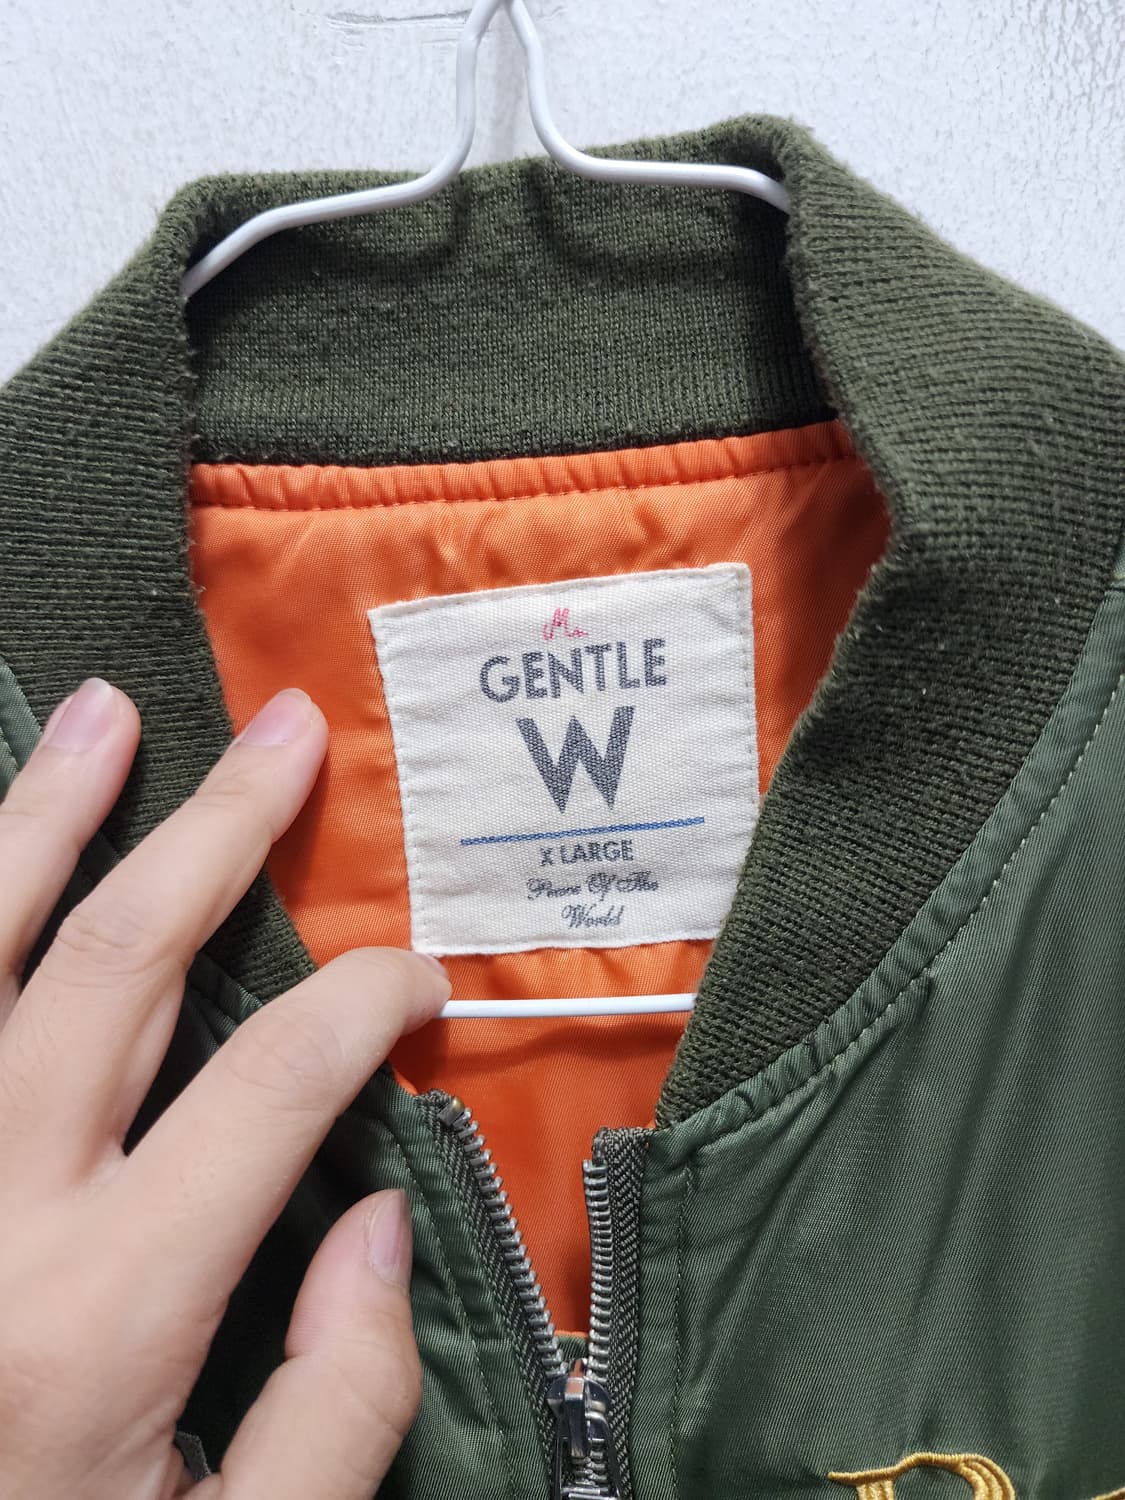 Mr.
GENTLE
W
X LARGE
Peace Of The
World